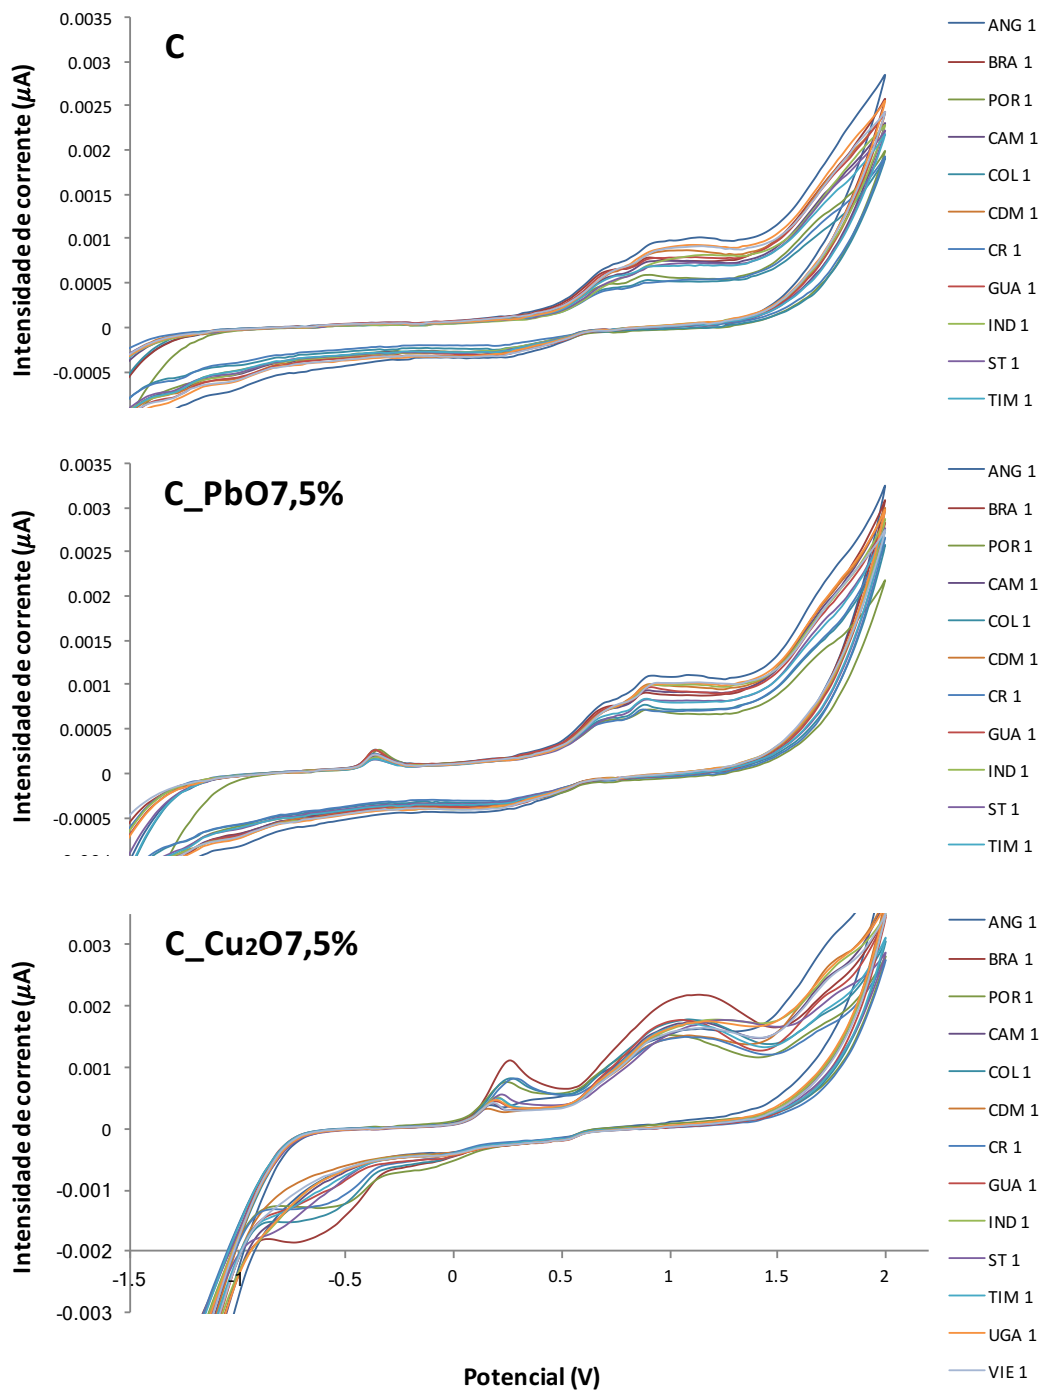 C
Intensidade de corrente (µA)
0.0035
0.003
0.0025
0.002
0.0015
0.001
0.0005
0
-0.0005
ANG 1
BRA 1
POR 1
CAM 1
COL 1
CDM 1
CR 1
GUA 1
IND 1
ST 1
TIM 1
C_PbO7,5%
Intensidade de corrente (µA)
0.0035
0.003
0.0025
0.002
0.0015
0.001
0.0005
0
-0.0005
ANG 1
BRA 1
POR 1
CAM 1
COL 1
CDM 1
CR 1
GUA 1
IND 1
ST 1
TIM 1
C_Cu₂O7,5%
Intensidade de corrente (µA)
0.003
0.002
0.001
0
-0.001
-0.002
-0.003
-1.5 -1 -0.5 0 0.5 1 1.5 2
Potencial (V)
ANG 1
BRA 1
POR 1
CAM 1
COL 1
CDM 1
CR 1
GUA 1
IND 1
ST 1
TIM 1
UGA 1
VIE 1